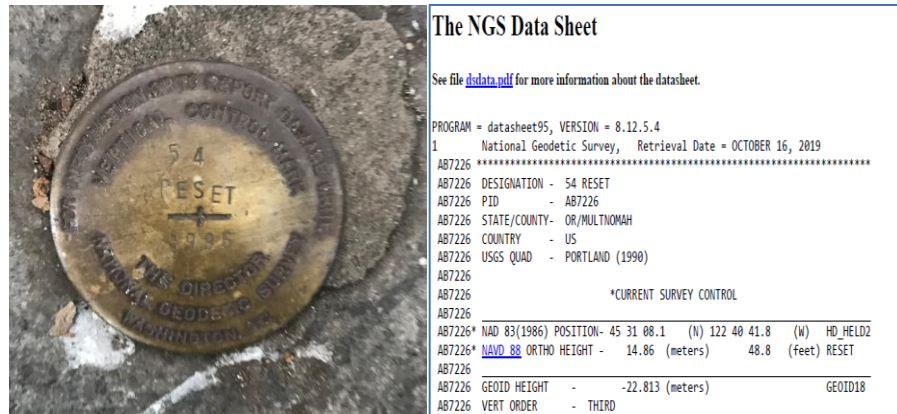 VERTICAL CONTROL MARK
54
RESET
THE DIRECTOR
NATIONAL GEODETIC SURVEY
WASHINGTON, DC
The NGS Data Sheet
See file dsdata.pdf for more information about the datasheet.
PROGRAM = datasheet95, VERSION = 8.12.5.4
1 National Geodetic Survey, Retrieval Date = OCTOBER 16, 2019
AB7226 ***********************************************************************
AB7226 DESIGNATION - 54 RESET
AB7226 PID - AB7226
AB7226 STATE/COUNTY- OR/MULTNOMAH
AB7226 COUNTRY - US
AB7226 USGS QUAD - PORTLAND (1990)
AB7226
AB7226 *CURRENT SURVEY CONTROL
AB7226
AB7226* NAD 83(1986) POSITION- 45 31 08.1 (N) 122 40 41.8 (W) HD_HELD2
AB7226* NAVD 88 ORTHO HEIGHT - 14.86 (meters) 48.8 (feet) RESET
AB7226
AB7226 GEOID HEIGHT - -22.813 (meters) GEOID18
AB7226 VERT ORDER - THIRD